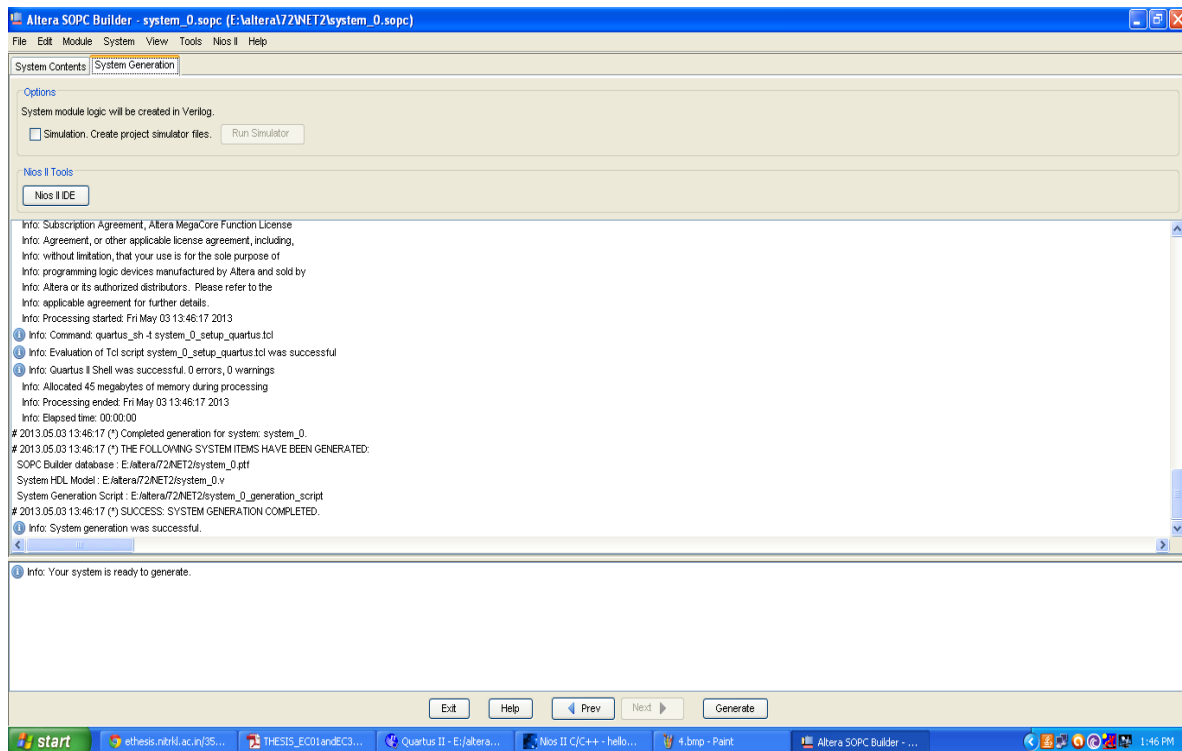 Altera SOPC Builder - system_0.sopc (E:\altera\72\NET2\system_0.sopc)
File Edit Module System View Tools Nios II Help
System Contents System Generation
Options
System module logic will be created in Verilog.
Simulation. Create project simulator files. Run Simulator
Nios II Tools
Nios II IDE
Info: Subscription Agreement, Altera MegaCore Function License
Info: Agreement, or other applicable license agreement, including,
Info: without limitation, that your use is for the sole purpose of
Info: programming logic devices manufactured by Altera and sold by
Info: Altera or its authorized distributors. Please refer to the
Info: applicable agreement for further details.
Info: Processing started: Fri May 03 13:46:17 2013
Info: Command: quartus_sh -t system_0_setup_quartus.tcl
Info: Evaluation of Tcl script system_0_setup_quartus.tcl was successful
Info: Quartus II Shell was successful. 0 errors, 0 warnings
Info: Allocated 45 megabytes of memory during processing
Info: Processing ended: Fri May 03 13:46:17 2013
Info: Elapsed time: 00:00:00
# 2013.05.03 13:46:17 (*) Completed generation for system: system_0.
# 2013.05.03 13:46:17 (*) THE FOLLOWING SYSTEM ITEMS HAVE BEEN GENERATED:
SOPC Builder database : E:/altera/72/NET2/system_0.ptf
System HDL Model : E:/altera/72/NET2/system_0.v
System Generation Script : E:/altera/72/NET2/system_0_generation_script
# 2013.05.03 13:46:17 (*) SUCCESS: SYSTEM GENERATION COMPLETED.
Info: System generation was successful.
Info: Your system is ready to generate.
Exit Help Prev Next Generate
start ethesis.nitrkl.ac.in/35... THESIS_EC01andEC3... Quartus II - E:/altera... Nios II C/C++ - hello... 4.bmp - Paint Altera SOPC Builder - ... 1:46 PM